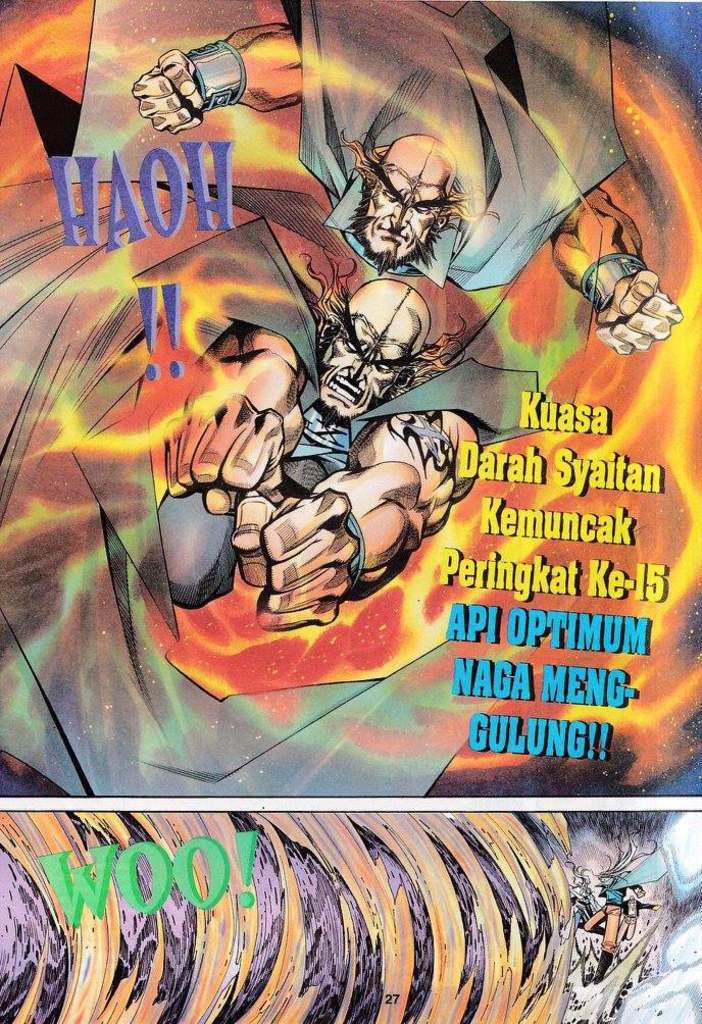 HAOH
!!
Kuasa
Darah Syaitan
Kemuncak
Peringkat Ke-15
API OPTIMUM
NAGA MENG-
GULUNG!!
WOO!
27